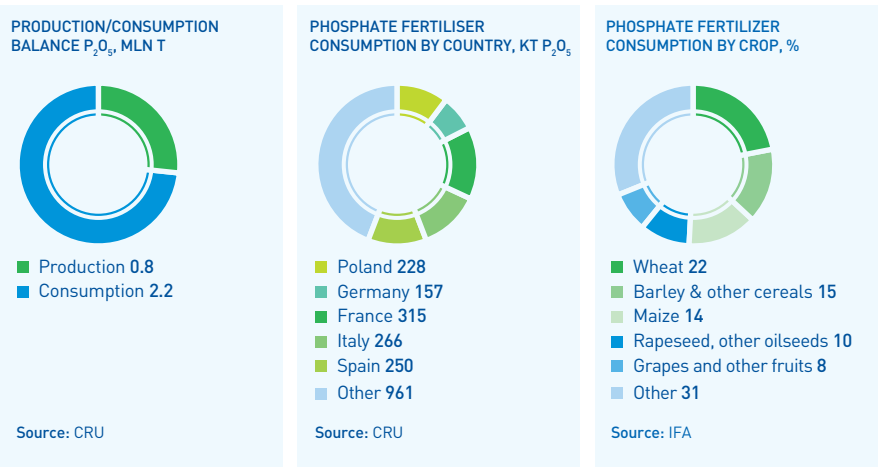 PRODUCTION/CONSUMPTION
BALANCE P₂O₅, MLN T
Production 0.8
Consumption 2.2
Source: CRU
PHOSPHATE FERTILISER
CONSUMPTION BY COUNTRY, KT P₂O₅
Poland 228
Germany 157
France 315
Italy 266
Spain 250
Other 961
Source: CRU
PHOSPHATE FERTILIZER
CONSUMPTION BY CROP, %
Wheat 22
Barley & other cereals 15
Maize 14
Rapeseed, other oilseeds 10
Grapes and other fruits 8
Other 31
Source: IFA